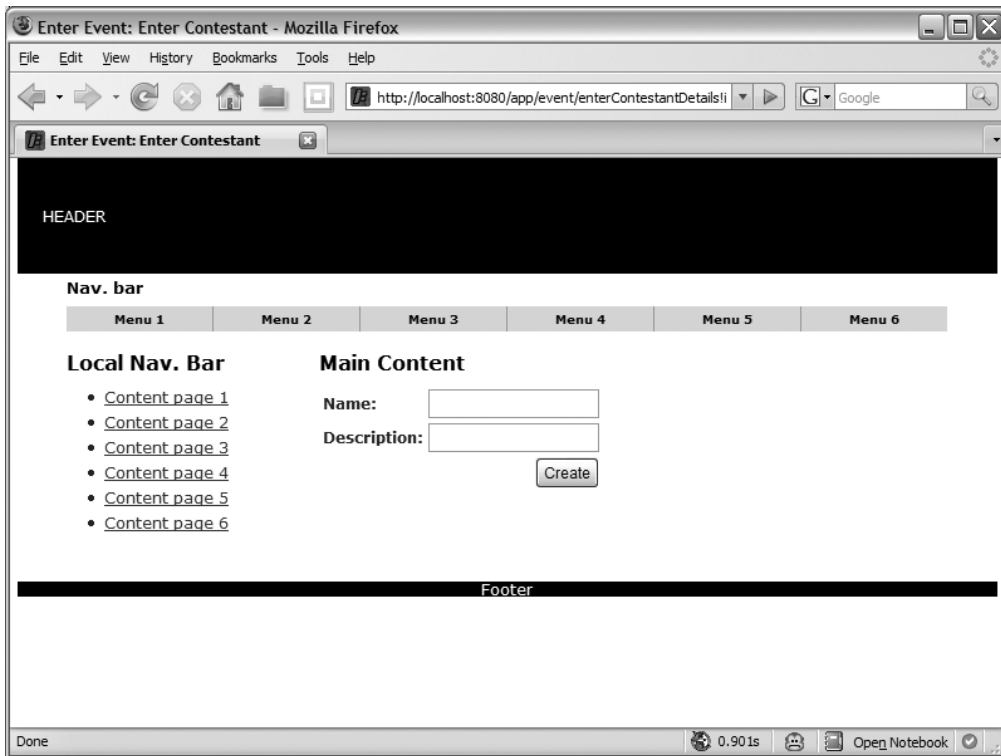 Enter Event: Enter Contestant - Mozilla Firefox
File Edit View History Bookmarks Tools Help
http://localhost:8080/app/event/enterContestantDetails!i
G Google
Enter Event: Enter Contestant
HEADER
Nav. bar
Menu 1 Menu 2 Menu 3 Menu 4 Menu 5 Menu 6
Local Nav. Bar
Content page 1
Content page 2
Content page 3
Content page 4
Content page 5
Content page 6
Main Content
Name:
Description:
Create
Footer
Done 0.901s Open Notebook